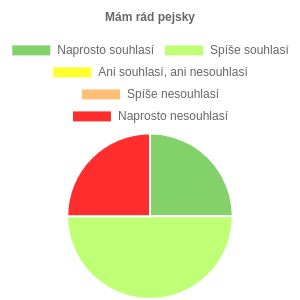 Mám rád pejsky
Naprosto souhlasí Spíše souhlasí
Ani souhlasí, ani nesouhlasí
Spíše nesouhlasí
Naprosto nesouhlasí